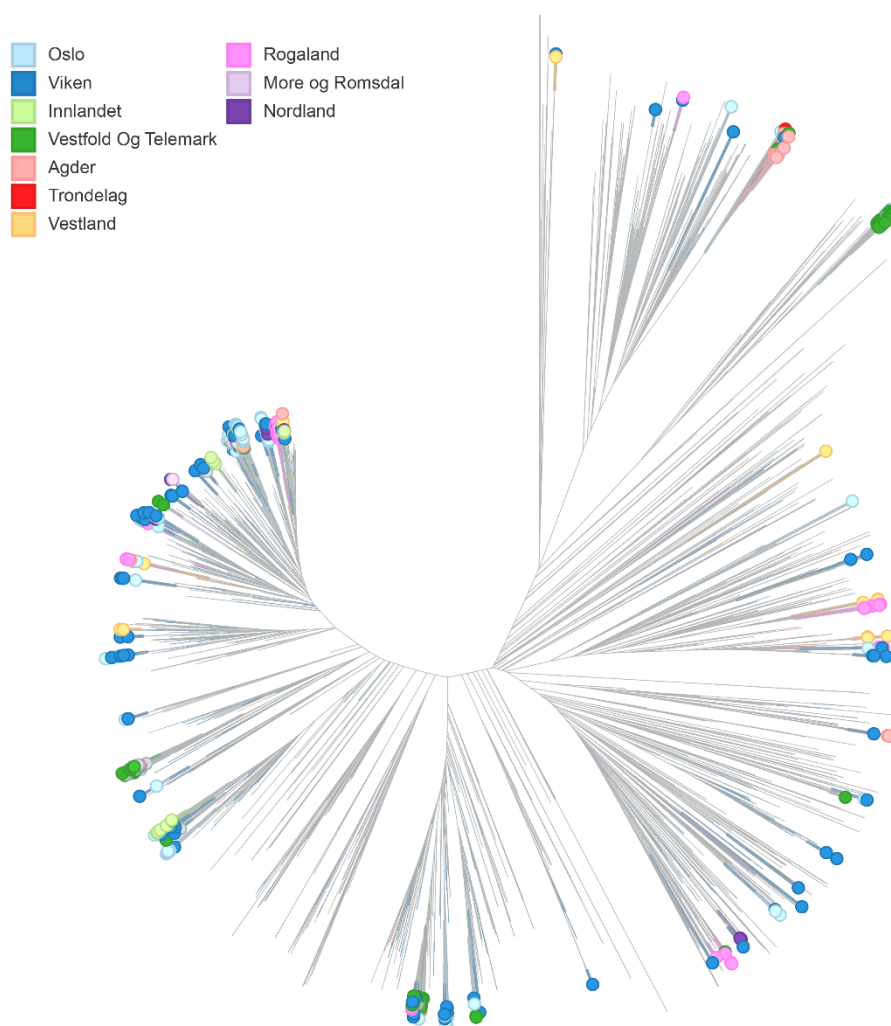 Oslo
Viken
Innlandet
Vestfold Og Telemark
Agder
Trondelag
Vestland
Rogaland
More og Romsdal
Nordland